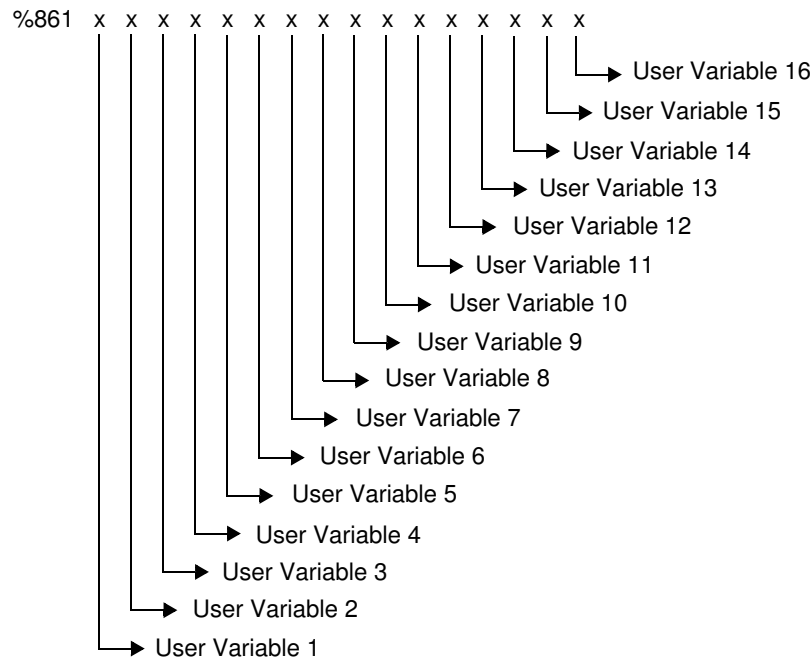 %861 x x x x x x x x x x x x x x x x
User Variable 16
User Variable 15
User Variable 14
User Variable 13
User Variable 12
User Variable 11
User Variable 10
User Variable 9
User Variable 8
User Variable 7
User Variable 6
User Variable 5
User Variable 4
User Variable 3
User Variable 2
User Variable 1